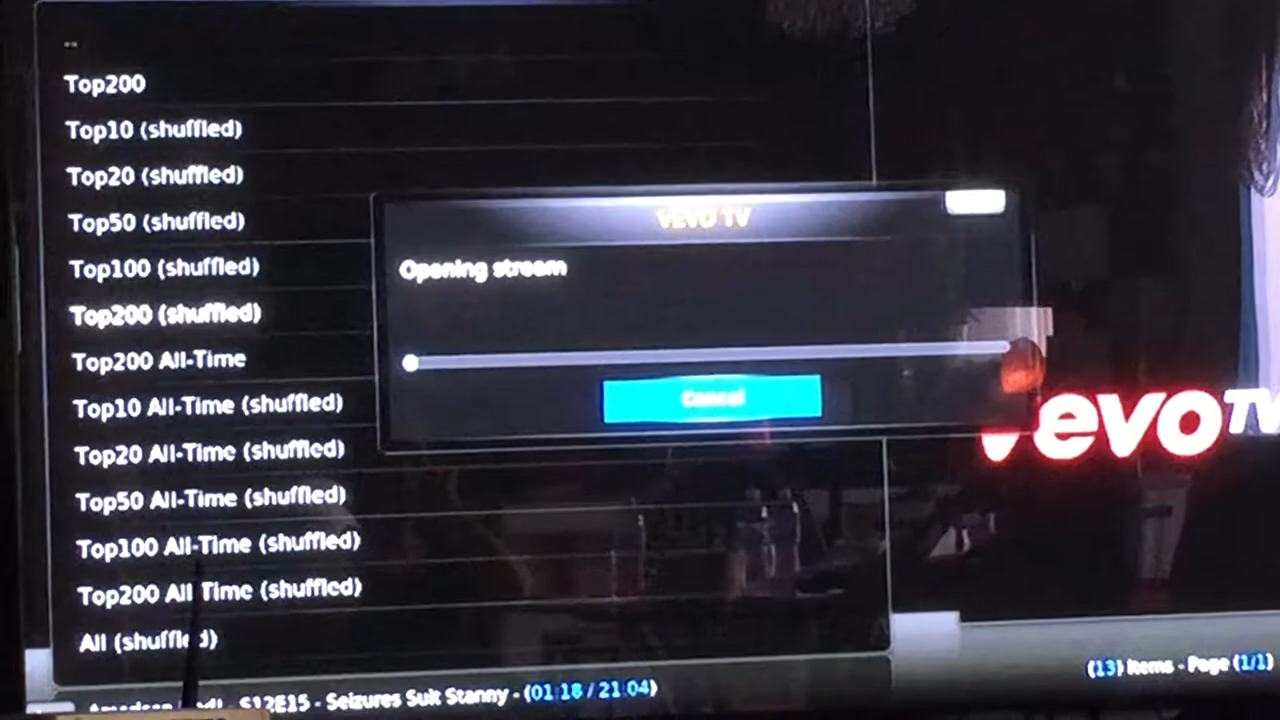 ..
Top200
Top10 (shuffled)
Top20 (shuffled)
Top50 (shuffled)
Top100 (shuffled)
Top200 (shuffled)
Top200 All-Time
Top10 All-Time (shuffled)
Top20 All-Time (shuffled)
Top50 All-Time (shuffled)
Top100 All-Time (shuffled)
Top200 All Time (shuffled)
All (shuffled)
VEVO TV
Opening stream
Cancel
vevo TV
(13) Items - Page (1/1)
S12E15 - Seizures Suit Stanny - (01:18 / 21:04)